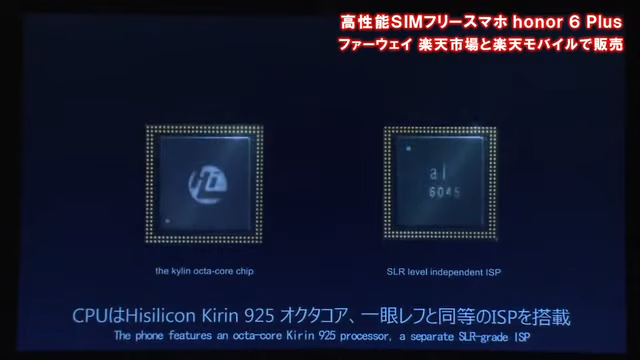 高性能SIMフリースマホ honor 6 Plus
ファーウェイ 楽天市場と楽天モバイルで販売
al
6045
the kylin octa-core chip
SLR level independent ISP
CPUはHisilicon Kirin 925 オクタコア、一眼レフと同等のISPを搭載
The phone features an octa-core Kirin 925 processor, a separate SLR-grade ISP